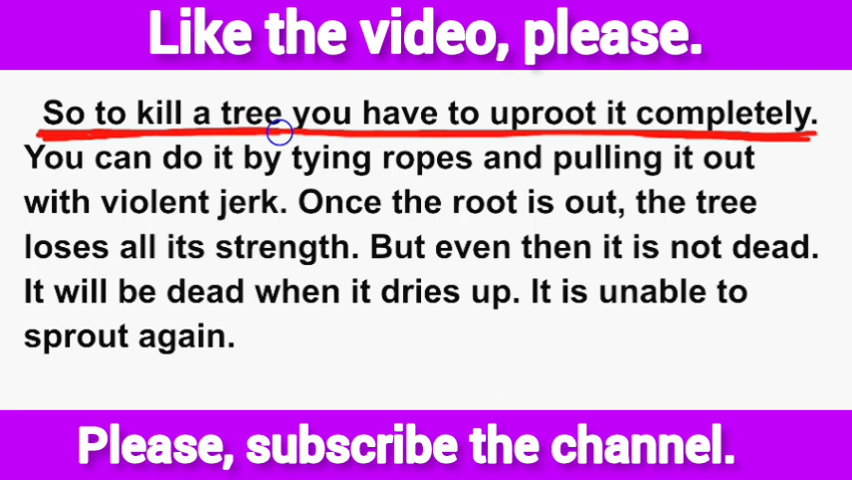 Like the video, please.
So to kill a tree you have to uproot it completely.
You can do it by tying ropes and pulling it out
with violent jerk. Once the root is out, the tree
loses all its strength. But even then it is not dead.
It will be dead when it dries up. It is unable to
sprout again.
Please, subscribe the channel.